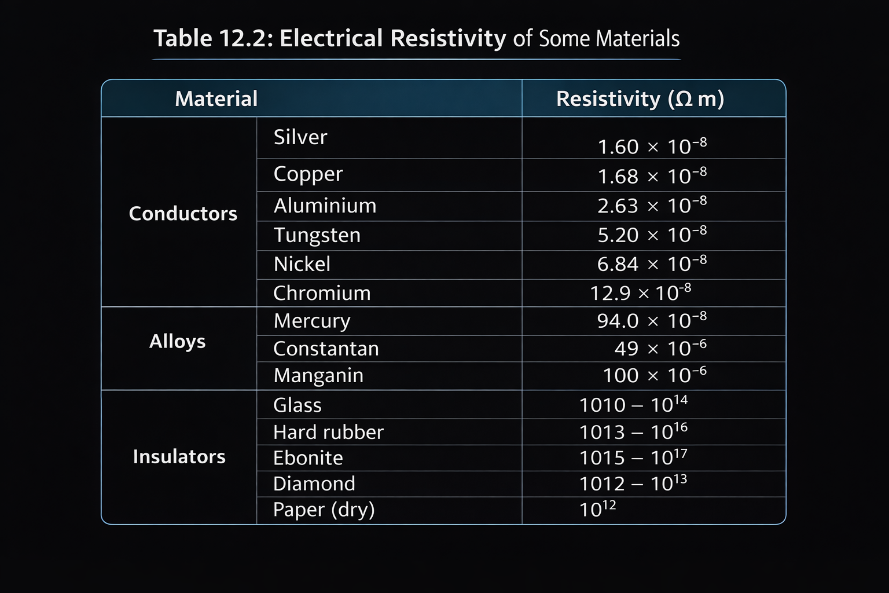 Table 12.2: Electrical Resistivity of Some Materials
Material Resistivity (Ω m)
Conductors
Silver 1.60 × 10⁻⁸
Copper 1.68 × 10⁻⁸
Aluminium 2.63 × 10⁻⁸
Tungsten 5.20 × 10⁻⁸
Nickel 6.84 × 10⁻⁸
Chromium 12.9 × 10⁻⁸
Alloys
Mercury 94.0 × 10⁻⁸
Constantan 49 × 10⁻⁶
Manganin 100 × 10⁻⁶
Insulators
Glass 1010 – 10¹⁴
Hard rubber 1013 – 10¹⁶
Ebonite 1015 – 10¹⁷
Diamond 1012 – 10¹³
Paper (dry) 10¹²